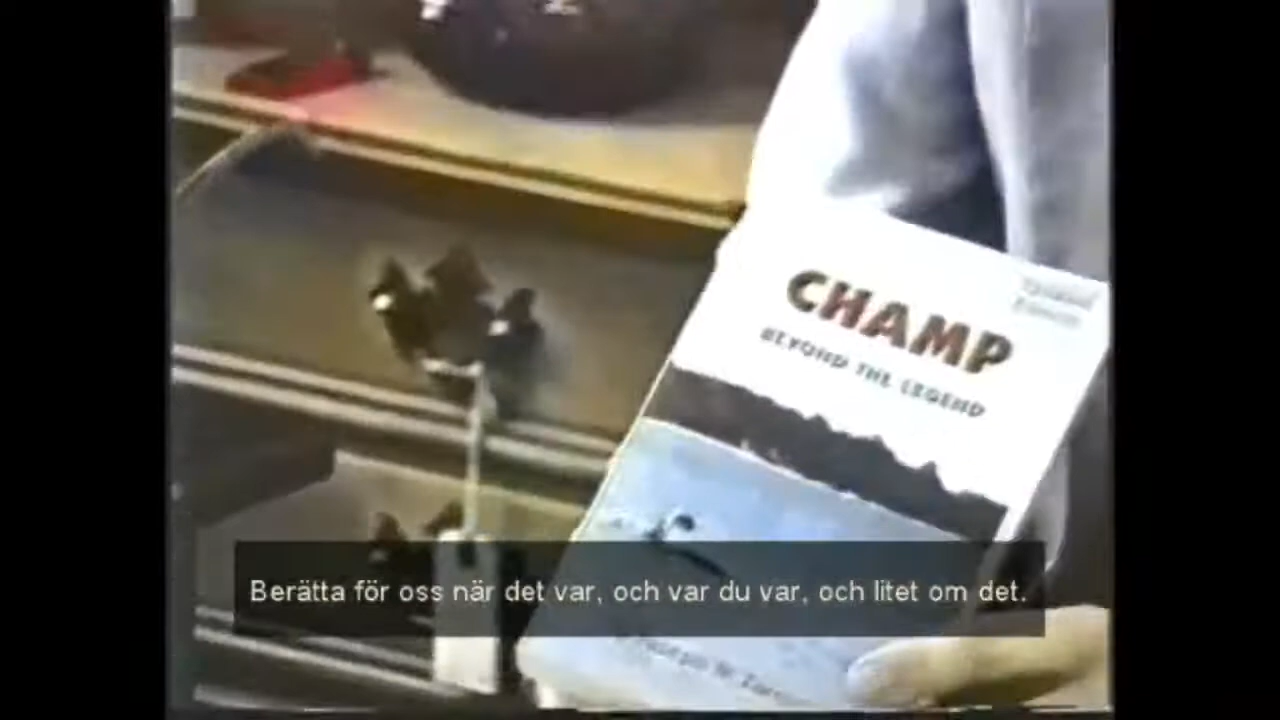 CHAMP
BEYOND THE LEGEND
Berätta för oss när det var, och var du var, och litet om det.